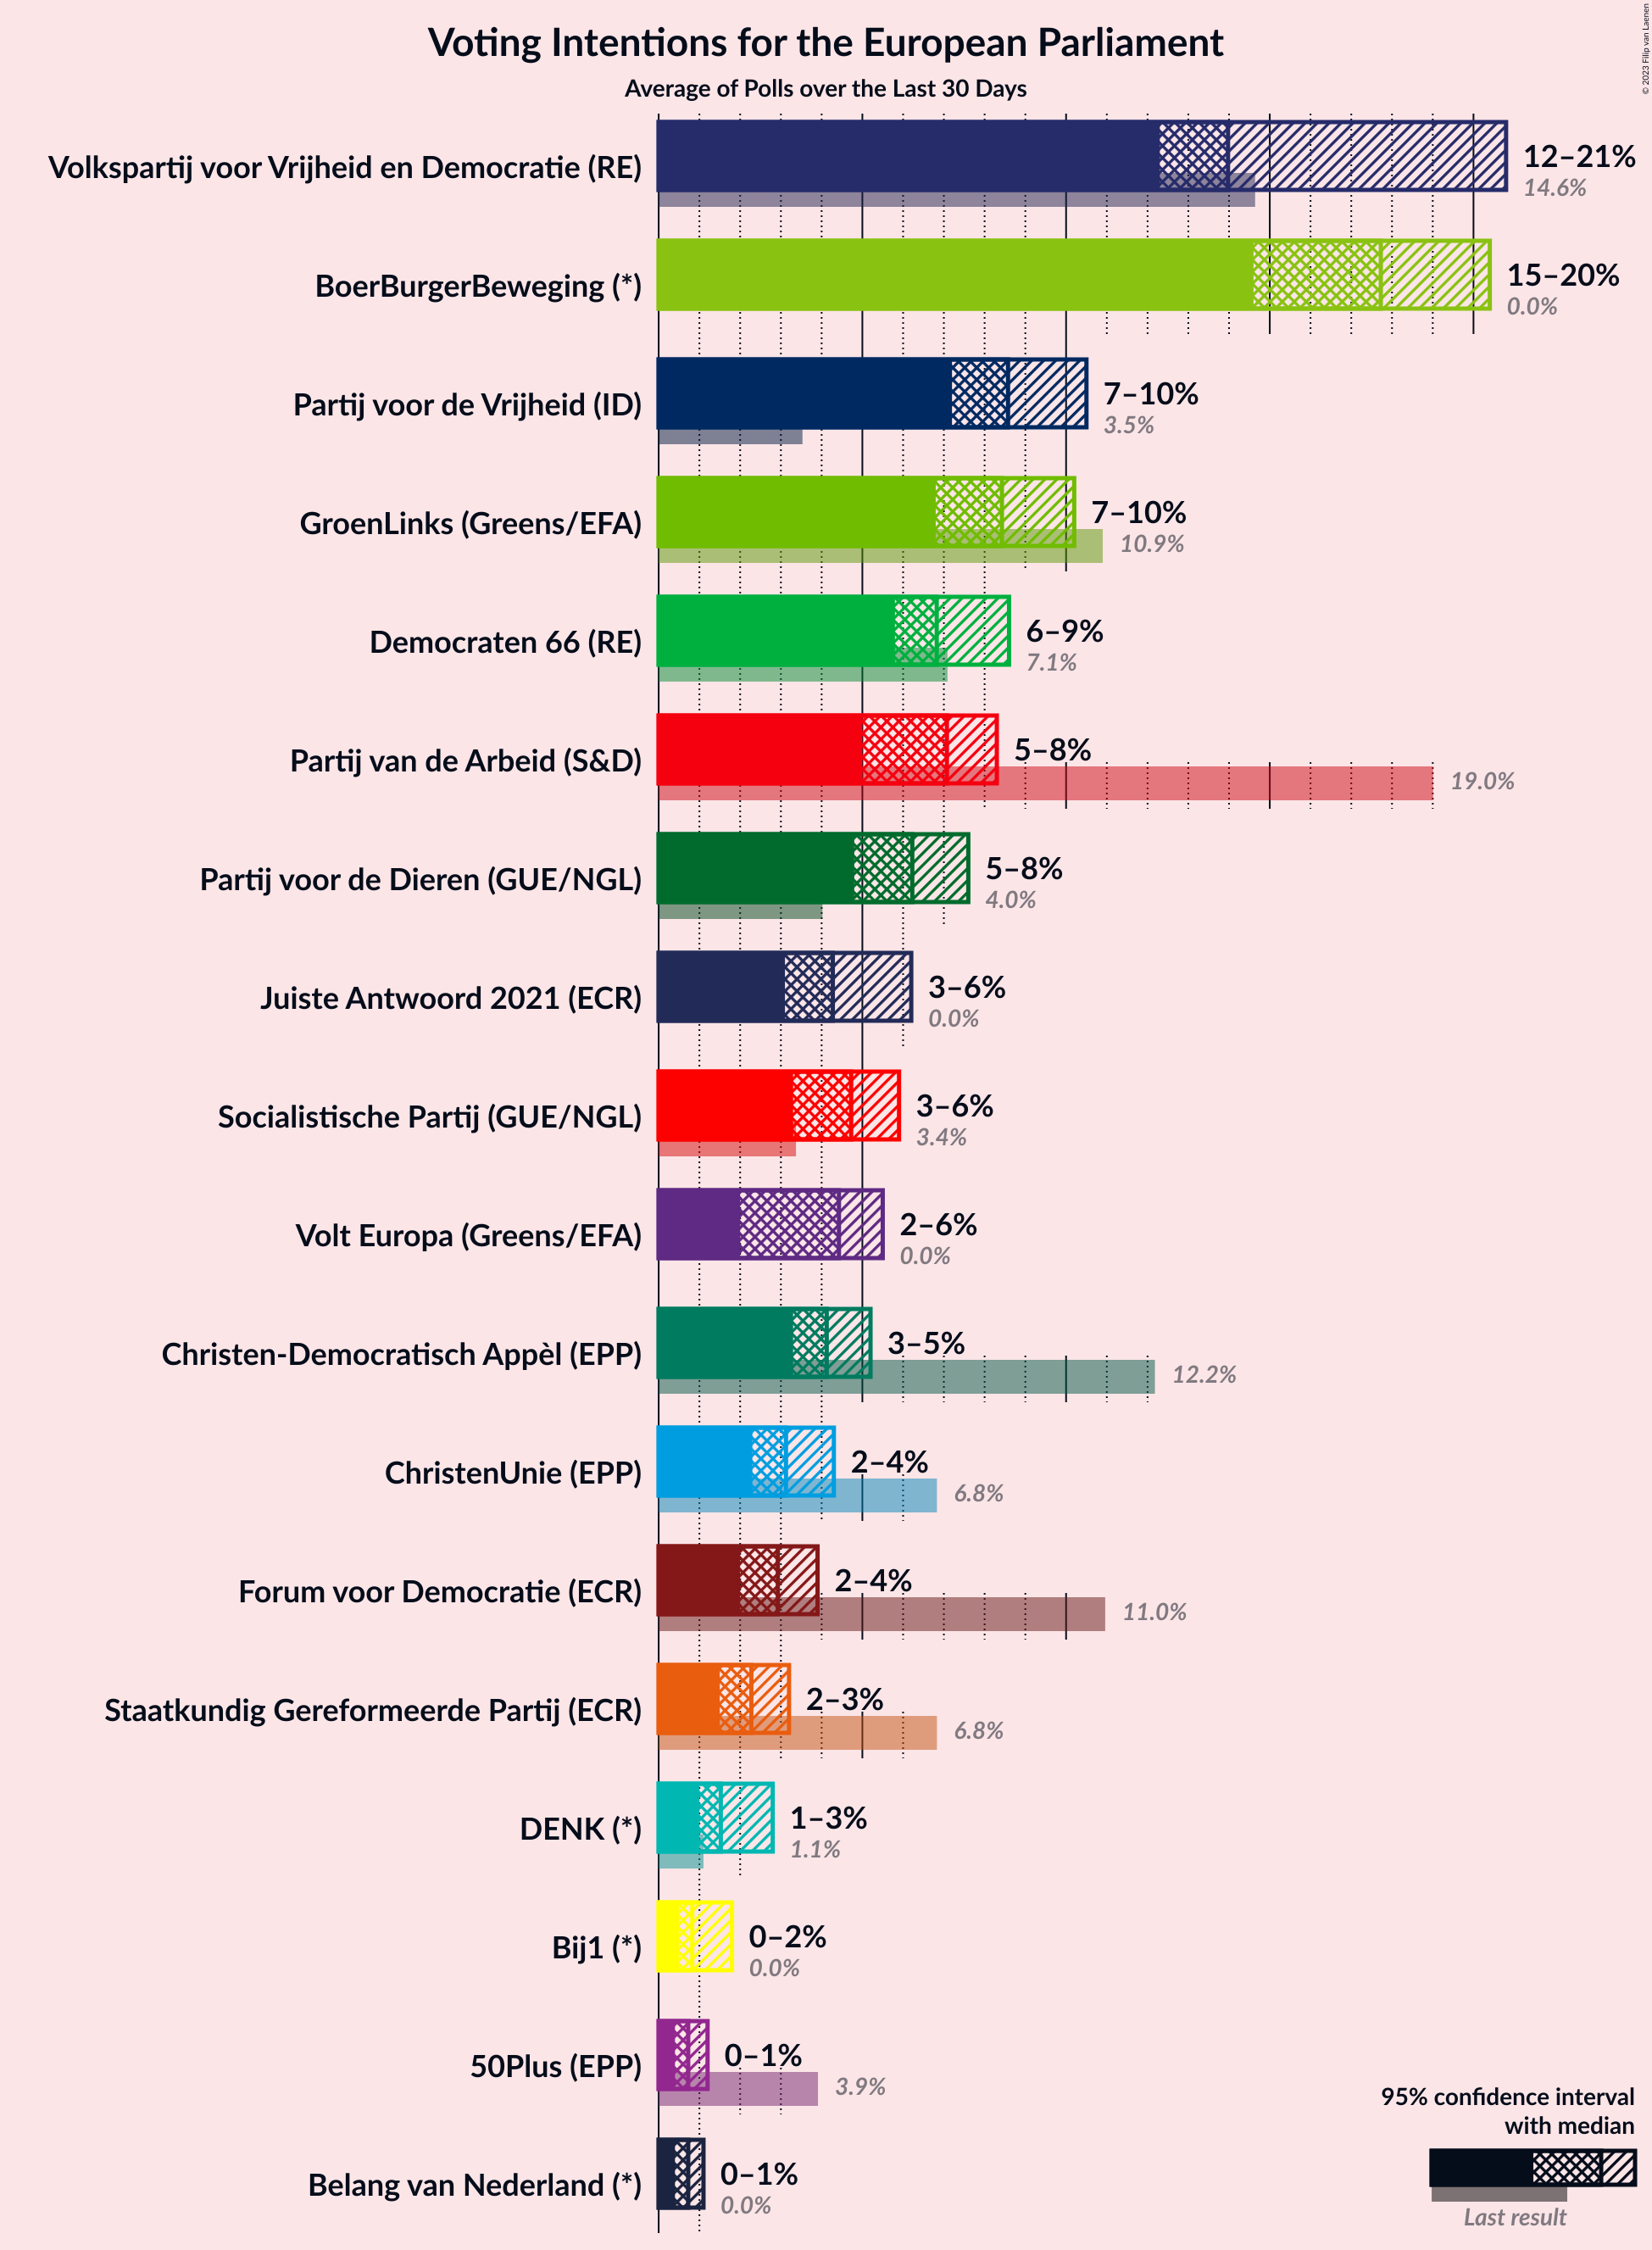 © 2023 Filip van Laenen
Voting Intentions for the European Parliament
Average of Polls over the Last 30 Days
Volkspartij voor Vrijheid en Democratie (RE)
12–21%
14.6%
BoerBurgerBeweging (*)
15–20%
0.0%
Partij voor de Vrijheid (ID)
7–10%
3.5%
GroenLinks (Greens/EFA)
7–10%
10.9%
Democraten 66 (RE)
6–9%
7.1%
Partij van de Arbeid (S&D)
5–8%
19.0%
Partij voor de Dieren (GUE/NGL)
5–8%
4.0%
Juiste Antwoord 2021 (ECR)
3–6%
0.0%
Socialistische Partij (GUE/NGL)
3–6%
3.4%
Volt Europa (Greens/EFA)
2–6%
0.0%
Christen-Democratisch Appèl (EPP)
3–5%
12.2%
ChristenUnie (EPP)
2–4%
6.8%
Forum voor Democratie (ECR)
2–4%
11.0%
Staatkundig Gereformeerde Partij (ECR)
2–3%
6.8%
DENK (*)
1–3%
1.1%
Bij1 (*)
0–2%
0.0%
50Plus (EPP)
0–1%
3.9%
Belang van Nederland (*)
0–1%
0.0%
95% confidence interval
with median
Last result